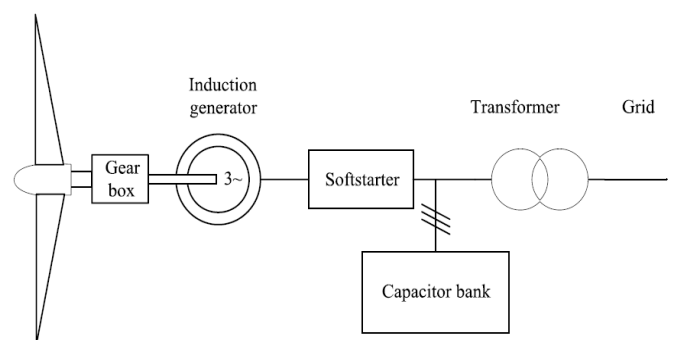 Induction
generator
Transformer
Grid
Gear
box
3~
Softstarter
Capacitor bank